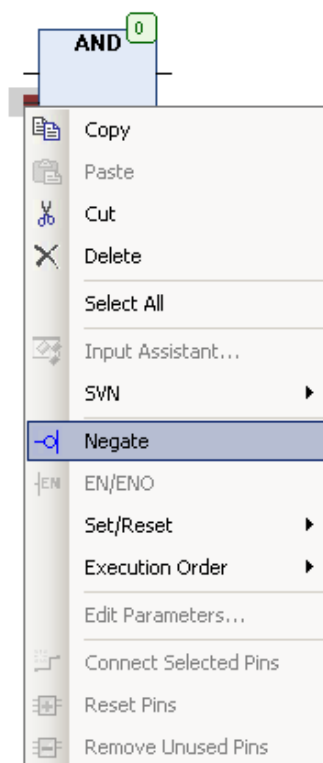 AND
0
Copy
Paste
Cut
Delete
Select All
Input Assistant...
SVN
Negate
EN
EN/ENO
Set/Reset
Execution Order
Edit Parameters...
Connect Selected Pins
Reset Pins
Remove Unused Pins